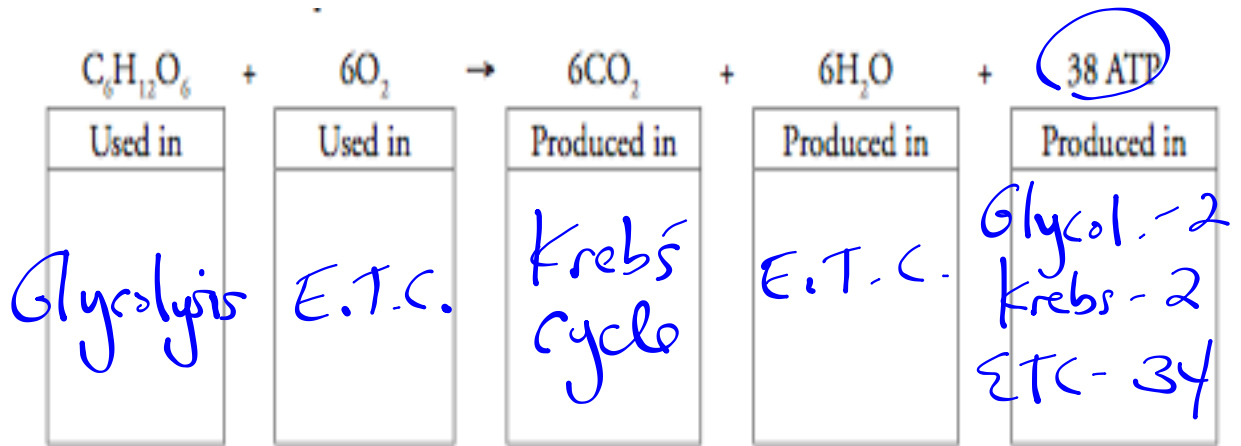 C₆H₁₂O₆ + 6O₂ → 6CO₂ + 6H₂O + 38 ATP
Used in Used in Produced in Produced in Produced in
Glycolysis
E.T.C.
Krebs
cycle
E.T.C.
Glycol. - 2
Krebs - 2
ETC - 34